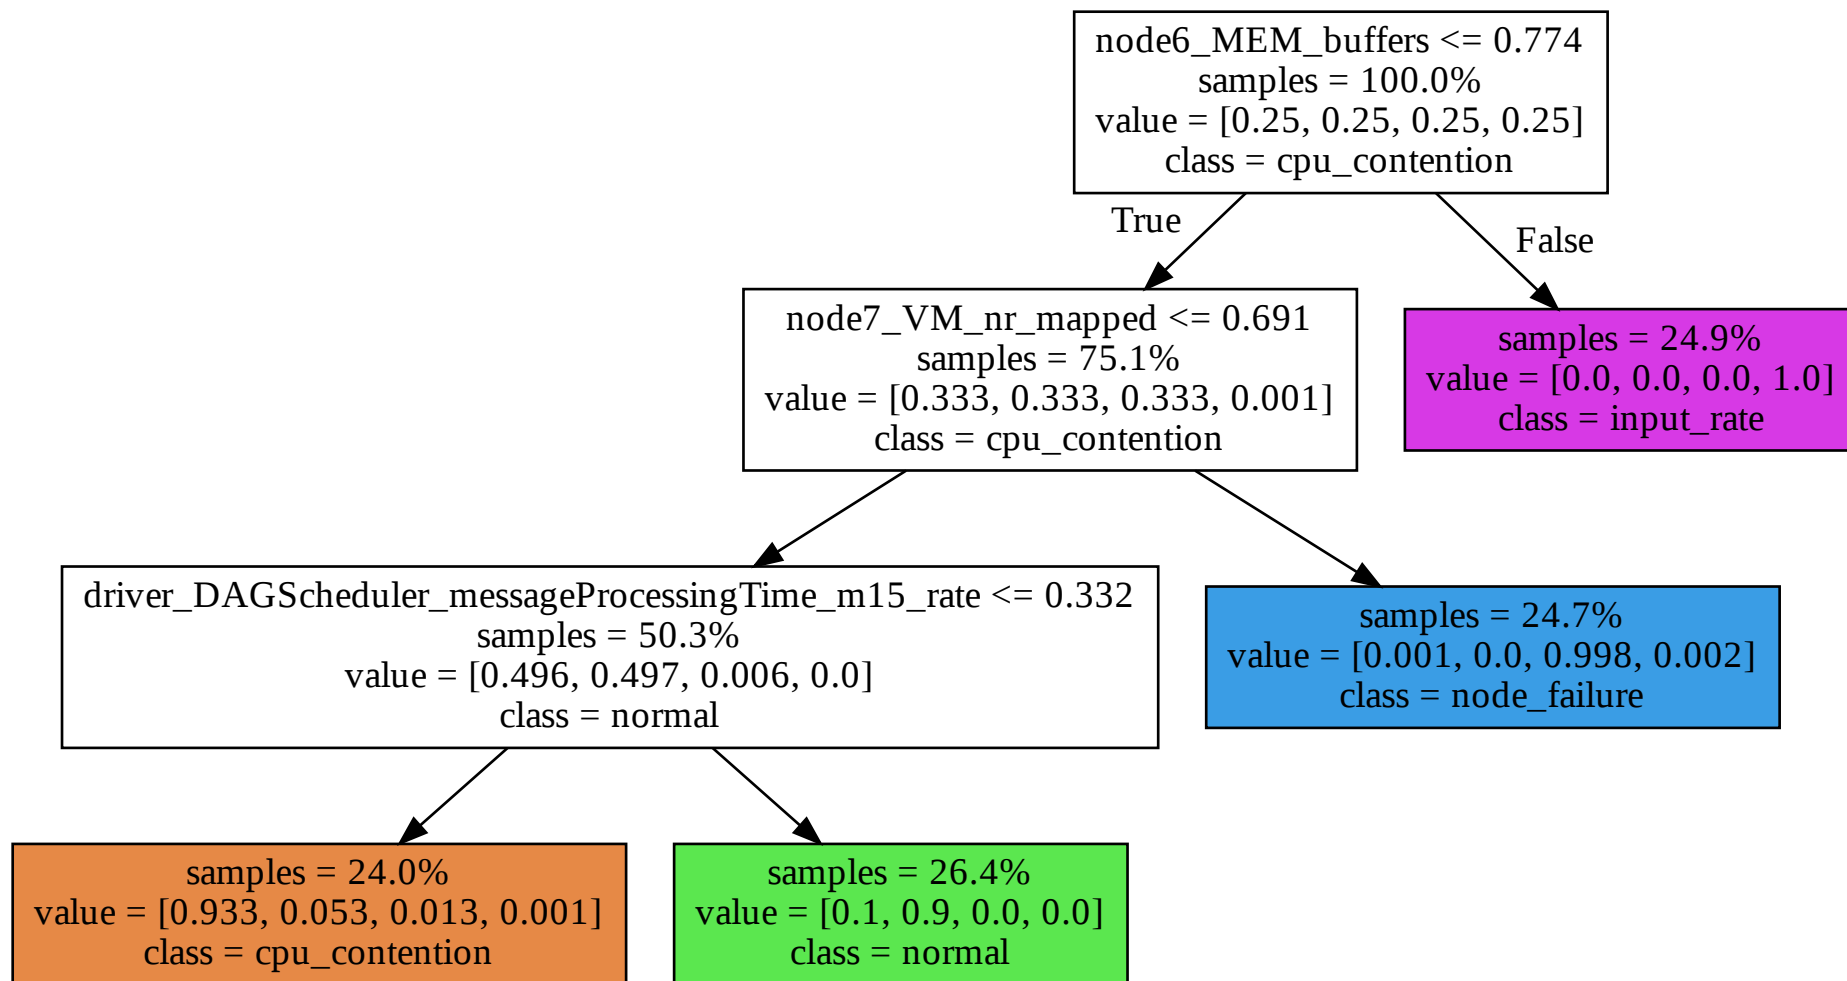 node6_MEM_buffers <= 0.774
samples = 100.0%
value = [0.25, 0.25, 0.25, 0.25]
class = cpu_contention
True
False
node7_VM_nr_mapped <= 0.691
samples = 75.1%
value = [0.333, 0.333, 0.333, 0.001]
class = cpu_contention
samples = 24.9%
value = [0.0, 0.0, 0.0, 1.0]
class = input_rate
driver_DAGScheduler_messageProcessingTime_m15_rate <= 0.332
samples = 50.3%
value = [0.496, 0.497, 0.006, 0.0]
class = normal
samples = 24.7%
value = [0.001, 0.0, 0.998, 0.002]
class = node_failure
samples = 24.0%
value = [0.933, 0.053, 0.013, 0.001]
class = cpu_contention
samples = 26.4%
value = [0.1, 0.9, 0.0, 0.0]
class = normal